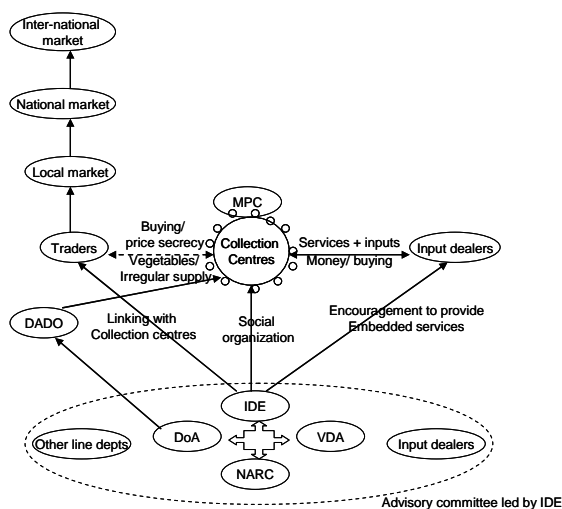 Inter-national
market
National market
Local market
MPC
Buying/
price secrecy
Traders
Collection
Centres
Services + inputs
Input dealers
Vegetables/
Irregular supply
Money/ buying
DADO
Linking with
Collection centres
Social
organization
Encouragement to provide
Embedded services
IDE
Other line depts
DoA
VDA
Input dealers
NARC
Advisory committee led by IDE